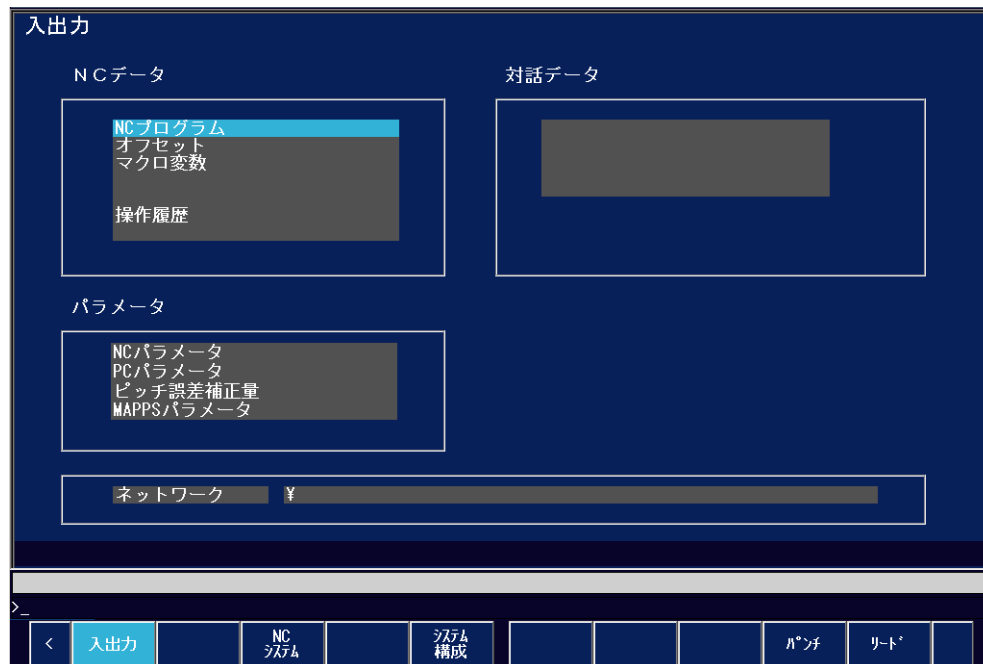 入出力
NCデータ
対話データ
NCプログラム
オフセット
マクロ変数
操作履歴
パラメータ
NCパラメータ
PCパラメータ
ピッチ誤差補正量
MAPPSパラメータ
ネットワーク ¥
>_
< 入出力 NC システム システム 構成 パンチ リード